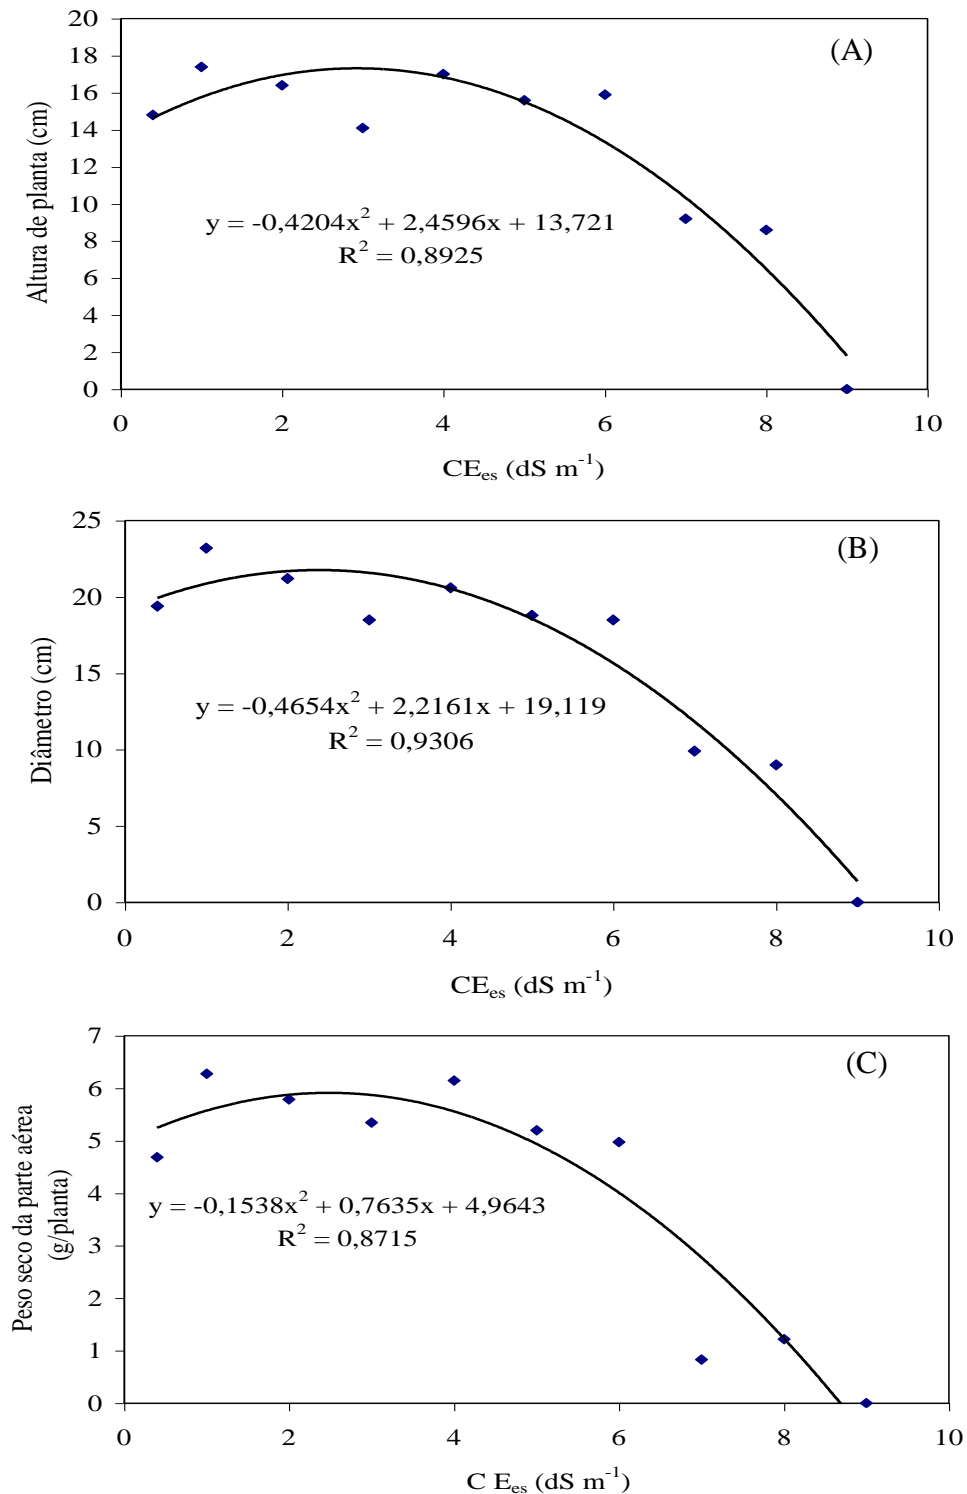 (A)
Altura de planta (cm)
20
18
16
14
12
10
8
6
4
2
0
y = -0,4204x² + 2,4596x + 13,721
R² = 0,8925
0 2 4 6 8 10
CEes (dS m⁻¹)
(B)
Diâmetro (cm)
25
20
15
10
5
0
y = -0,4654x² + 2,2161x + 19,119
R² = 0,9306
0 2 4 6 8 10
CEes (dS m⁻¹)
(C)
Peso seco da parte aérea
(g/planta)
7
6
5
4
3
2
1
0
y = -0,1538x² + 0,7635x + 4,9643
R² = 0,8715
0 2 4 6 8 10
C Ees (dS m⁻¹)